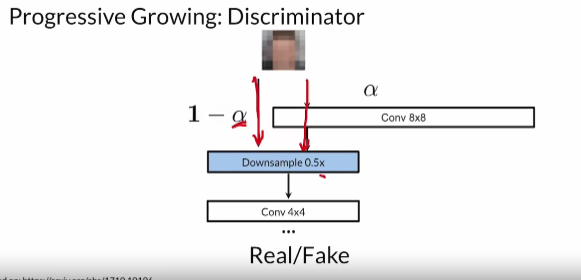 Progressive Growing: Discriminator
α
1 − α
Conv 8x8
Downsample 0.5x
Conv 4x4
...
Real/Fake